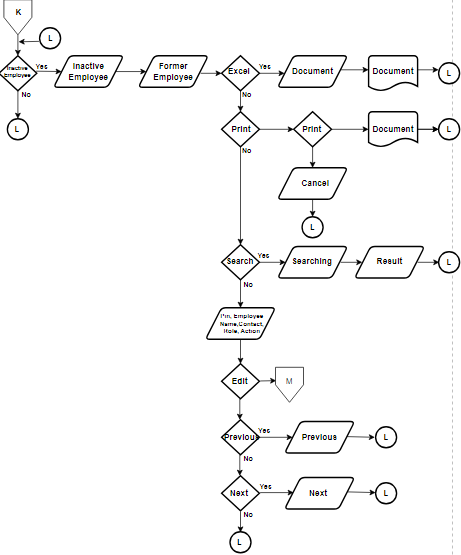 K
L
Inactive
Employee
Yes
No
L
Inactive
Employee
Former
Employee
Excel
Yes
No
Document
Document
L
Print
No
Print
Document
L
Cancel
L
Search
Yes
No
Searching
Result
L
Pin, Employee
Name,Contact,
Role, Action
Edit
M
Previous
Yes
No
Previous
L
Next
Yes
No
Next
L
L